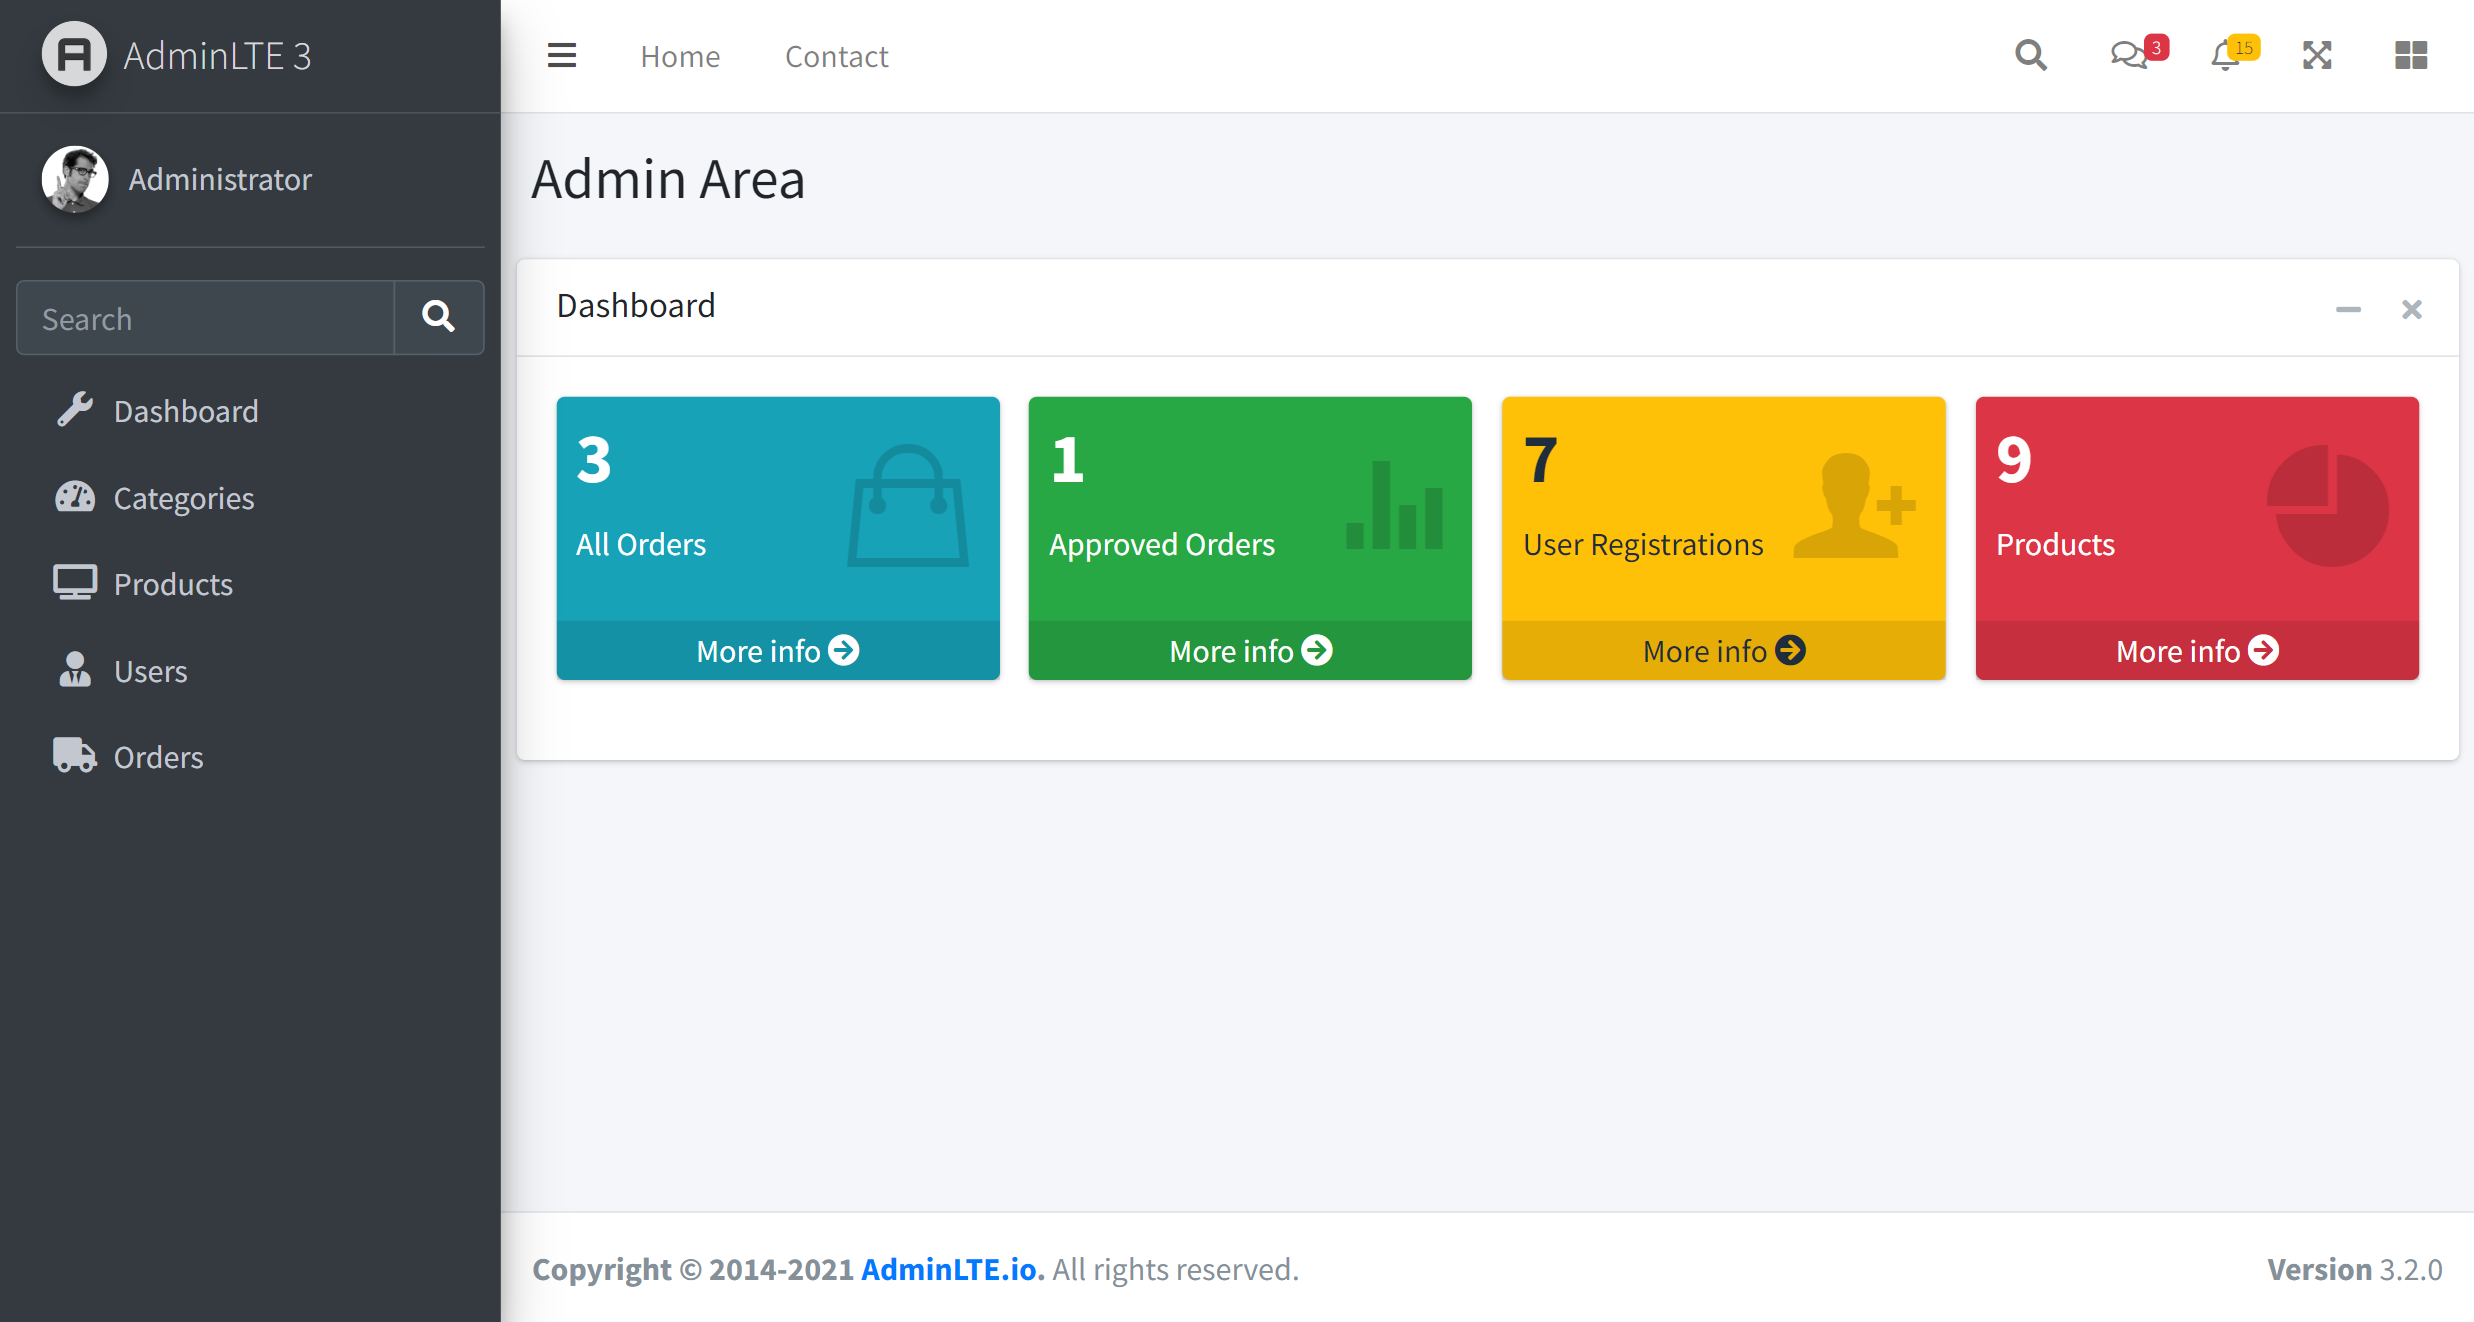 AdminLTE 3
Home
Contact
3
15
Administrator
Admin Area
Search
Dashboard
Dashboard
Categories
Products
Users
Orders
3
All Orders
More info
1
Approved Orders
More info
7
User Registrations
More info
9
Products
More info
Copyright © 2014-2021 AdminLTE.io. All rights reserved.
Version 3.2.0